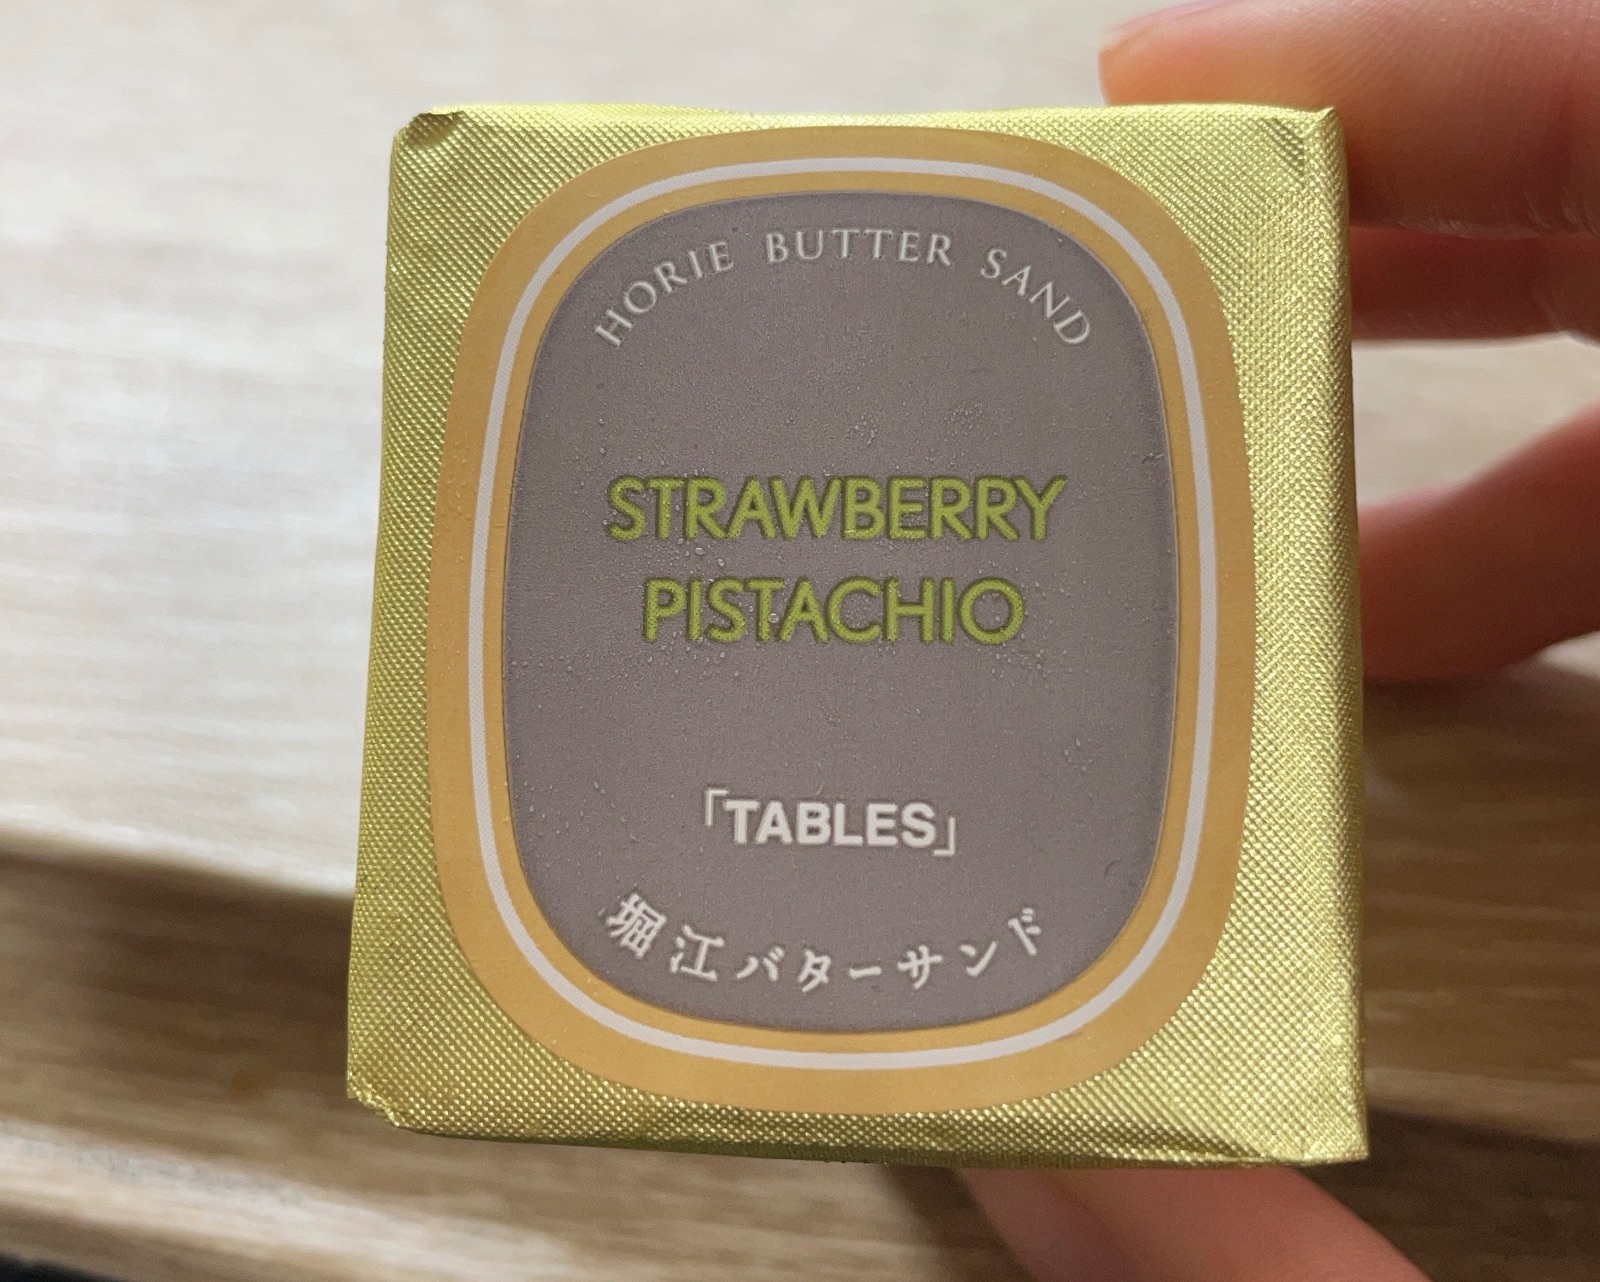 HORIE BUTTER SAND
STRAWBERRY
PISTACHIO
「TABLES」
堀江バターサンド